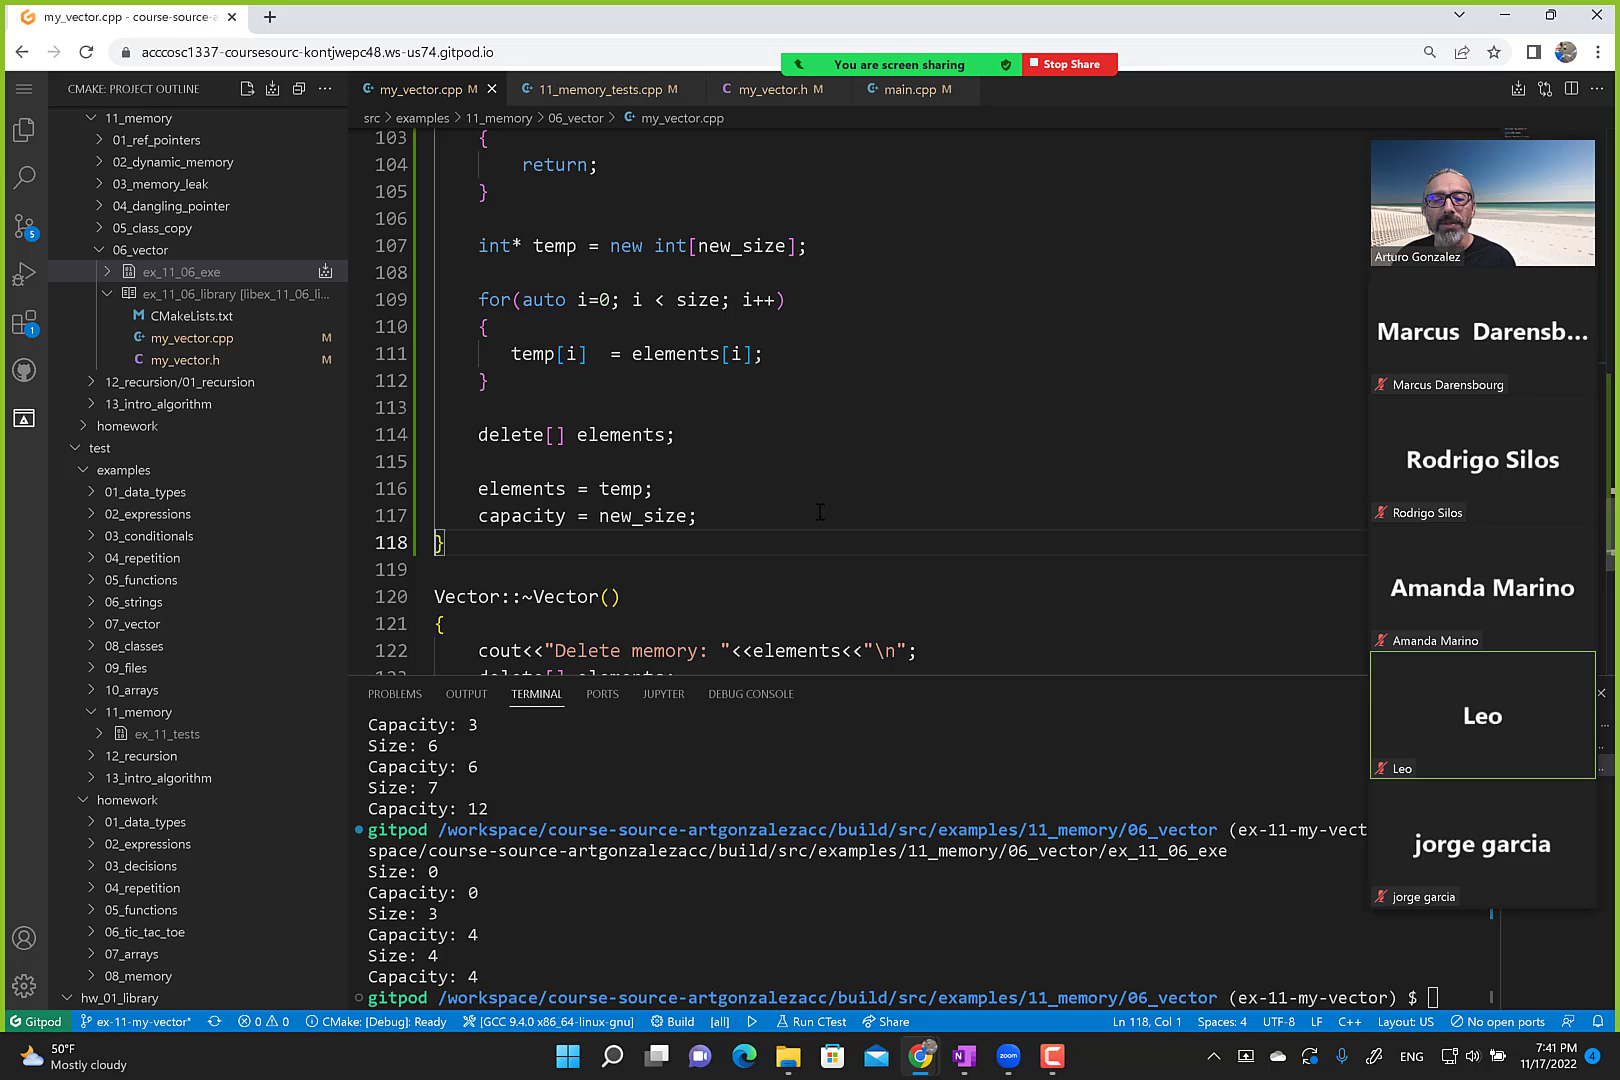 my_vector.cpp - course-source-a
acccosc1337-coursesourc-kontjwepc48.ws-us74.gitpod.io
You are screen sharing
Stop Share
CMAKE: PROJECT OUTLINE
my_vector.cpp M
11_memory_tests.cpp M
my_vector.h M
main.cpp M
src > examples > 11_memory > 06_vector > my_vector.cpp
11_memory
01_ref_pointers
02_dynamic_memory
03_memory_leak
04_dangling_pointer
05_class_copy
06_vector
ex_11_06_exe
ex_11_06_library [libex_11_06_li...
CMakeLists.txt
my_vector.cpp M
my_vector.h M
12_recursion/01_recursion
13_intro_algorithm
homework
test
examples
01_data_types
02_expressions
03_conditionals
04_repetition
05_functions
06_strings
07_vector
08_classes
09_files
10_arrays
11_memory
ex_11_tests
12_recursion
13_intro_algorithm
homework
01_data_types
02_expressions
03_decisions
04_repetition
05_functions
06_tic_tac_toe
07_arrays
08_memory
hw_01_library
103 {
104 return;
105 }
106
107 int* temp = new int[new_size];
108
109 for(auto i=0; i < size; i++)
110 {
111 temp[i]  = elements[i];
112 }
113
114 delete[] elements;
115
116 elements = temp;
117 capacity = new_size;
118 }
119
120 Vector::~Vector()
121 {
122 cout<<"Delete memory: "<<elements<<"\n";
PROBLEMS OUTPUT TERMINAL PORTS JUPYTER DEBUG CONSOLE
Capacity: 3
Size: 6
Capacity: 6
Size: 7
Capacity: 12
gitpod /workspace/course-source-artgonzalezacc/build/src/examples/11_memory/06_vector (ex-11-my-vect
space/course-source-artgonzalezacc/build/src/examples/11_memory/06_vector/ex_11_06_exe
Size: 0
Capacity: 0
Size: 3
Capacity: 4
Size: 4
Capacity: 4
gitpod /workspace/course-source-artgonzalezacc/build/src/examples/11_memory/06_vector (ex-11-my-vector) $
Arturo Gonzalez
Marcus Darensb...
Marcus Darensbourg
Rodrigo Silos
Rodrigo Silos
Amanda Marino
Amanda Marino
Leo
Leo
jorge garcia
jorge garcia
5
1
Gitpod ex-11-my-vector* 0 0 CMake: [Debug]: Ready [GCC 9.4.0 x86_64-linux-gnu] Build [all] Run CTest Share Ln 118, Col 1 Spaces: 4 UTF-8 LF C++ Layout: US No open ports
50°F
Mostly cloudy
zoom
ENG
7:41 PM
11/17/2022
4